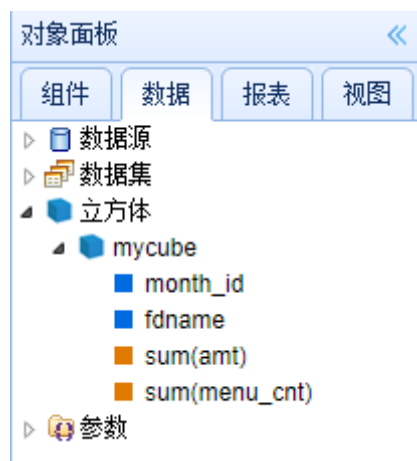 对象面板
组件 数据 报表 视图
数据源
数据集
立方体
mycube
month_id
fdname
sum(amt)
sum(menu_cnt)
参数